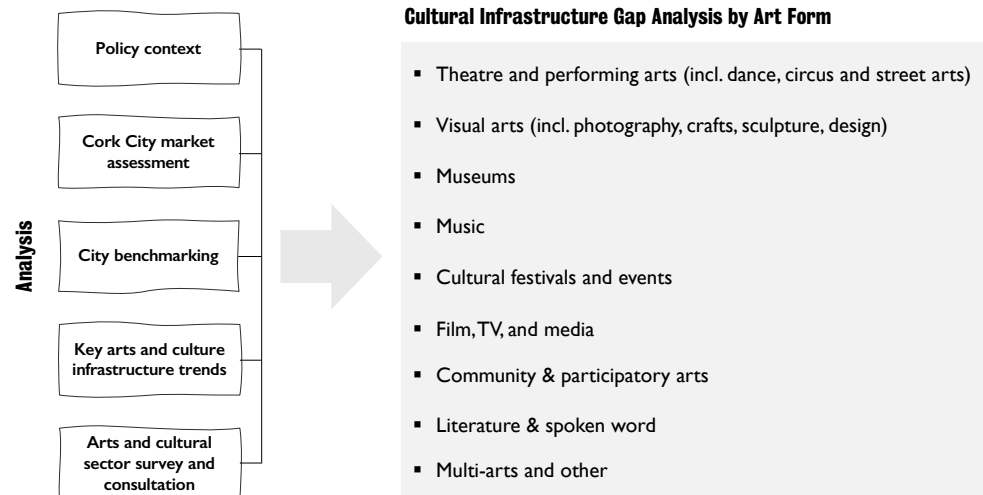 Cultural Infrastructure Gap Analysis by Art Form
Analysis
Policy context
Cork City market
assessment
City benchmarking
Key arts and culture
infrastructure trends
Arts and cultural
sector survey and
consultation
▪ Theatre and performing arts (incl. dance, circus and street arts)
▪ Visual arts (incl. photography, crafts, sculpture, design)
▪ Museums
▪ Music
▪ Cultural festivals and events
▪ Film, TV, and media
▪ Community & participatory arts
▪ Literature & spoken word
▪ Multi-arts and other